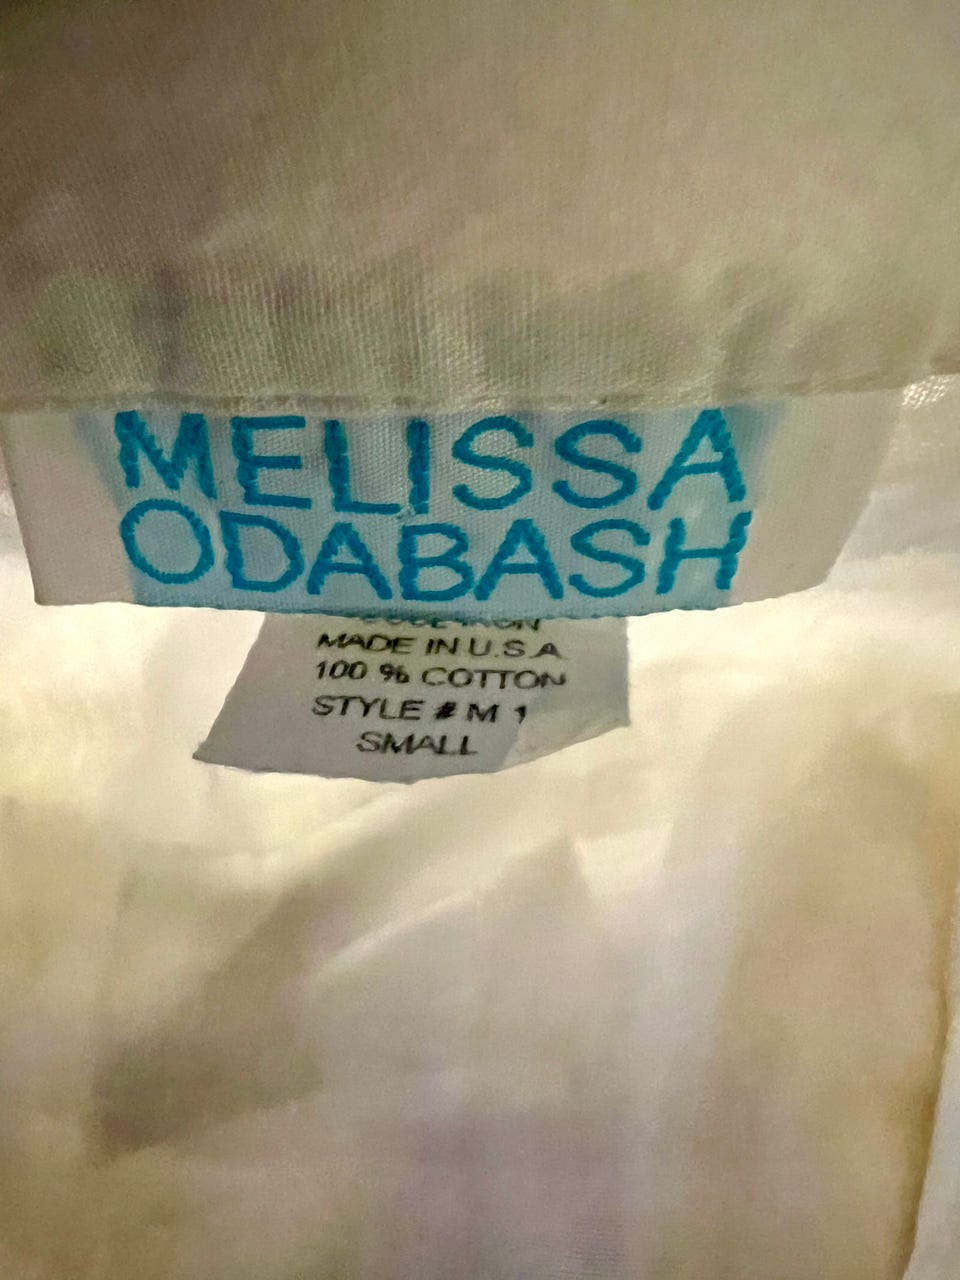 MELISSA
ODABASH
MADE IN U.S.A
100 % COTTON
STYLE # M 1
SMALL